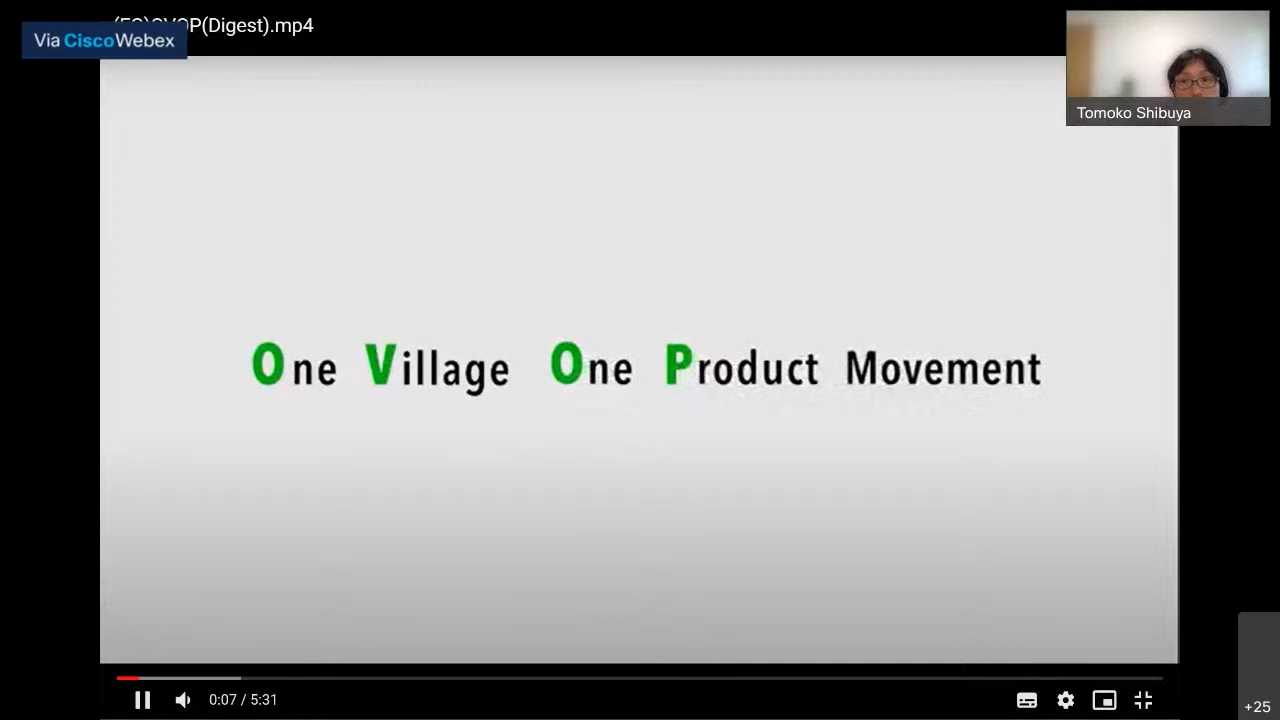 P(Digest).mp4
Via CiscoWebex
Tomoko Shibuya
One Village One Product Movement
0:07 / 5:31
+25